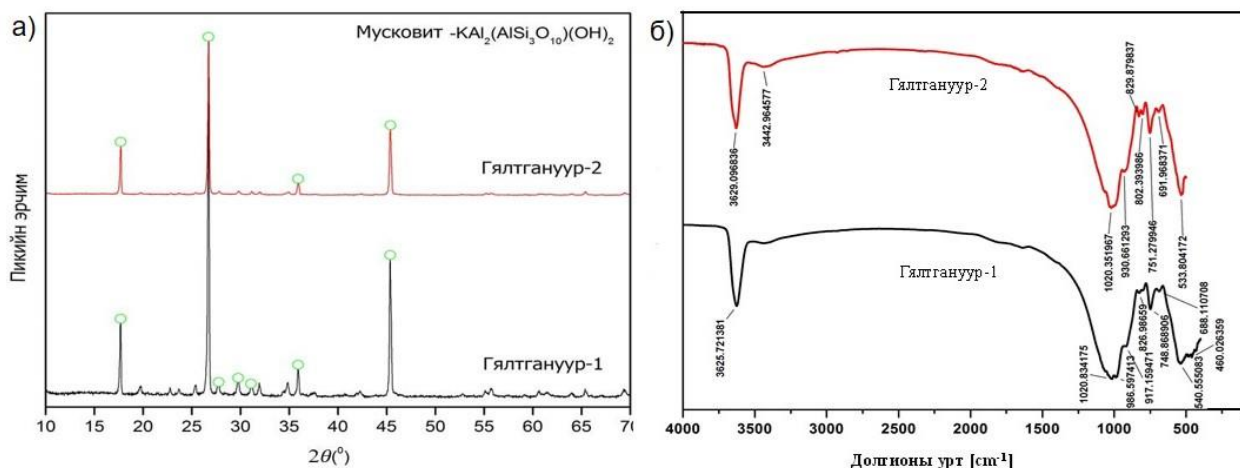 а)
Мусковит -KAl₂(AlSi₃O₁₀)(OH)₂
Гялтгануур-2
Гялтгануур-1
Пикийн эрчим
10 15 20 25 30 35 40 45 50 55 60 65 70
2θ(⁰)
б)
Гялтгануур-2
829.879837
3442.964577
3629.096836
802.393986
691.968371
1020.351967
930.661293
751.279946
533.804172
Гялтгануур-1
3625.721381
1020.834175
986.597413
917.159471
826.98659
748.868906
688.110708
540.555083
460.026359
4000 3500 3000 2500 2000 1500 1000 500
Долгионы урт [cm⁻¹]